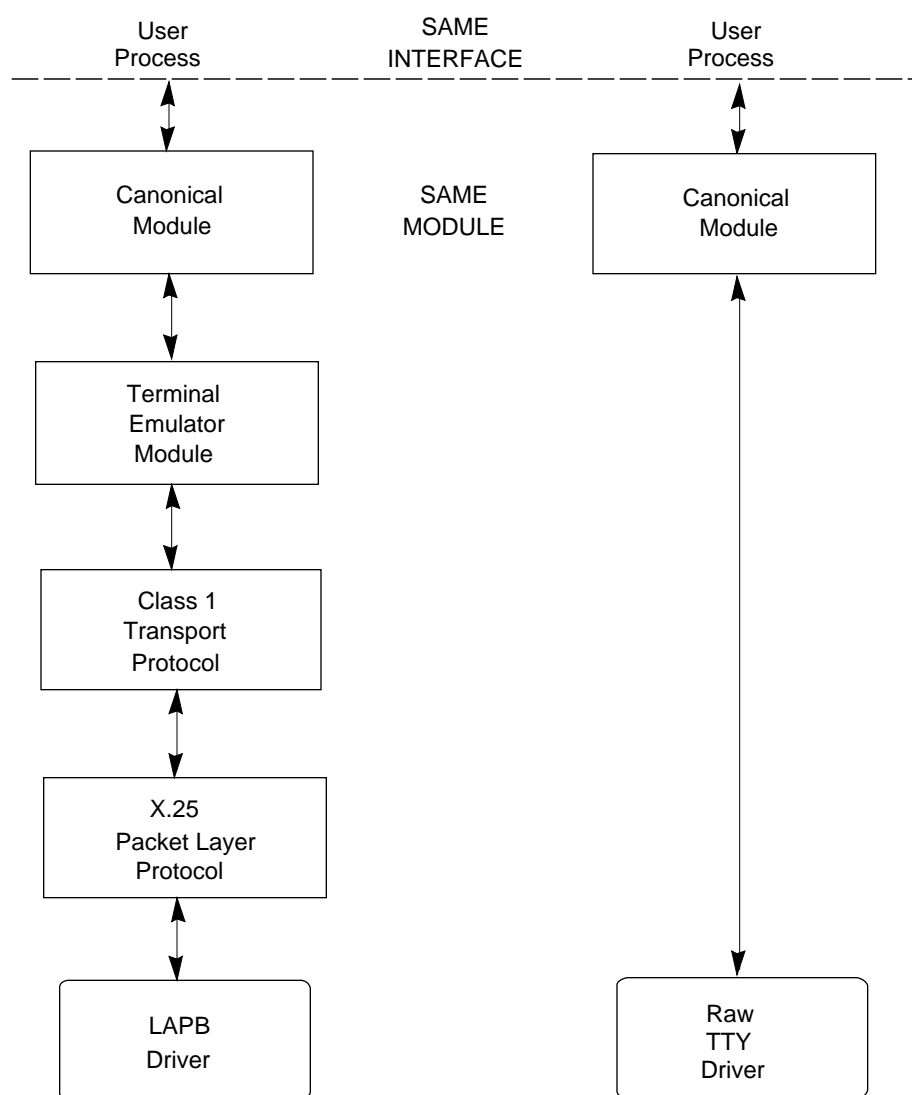 User
Process
SAME
INTERFACE
User
Process
Canonical
Module
SAME
MODULE
Canonical
Module
Terminal
Emulator
Module
Class 1
Transport
Protocol
X.25
Packet Layer
Protocol
LAPB
Driver
Raw
TTY
Driver